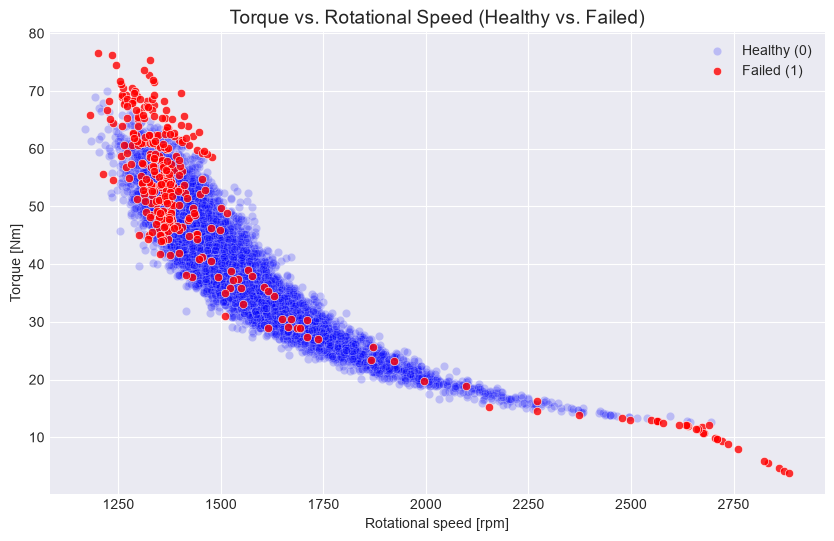 Torque vs. Rotational Speed (Healthy vs. Failed)
Healthy (0)
Failed (1)
80
70
60
50
40
30
20
10
Torque [Nm]
1250 1500 1750 2000 2250 2500 2750
Rotational speed [rpm]